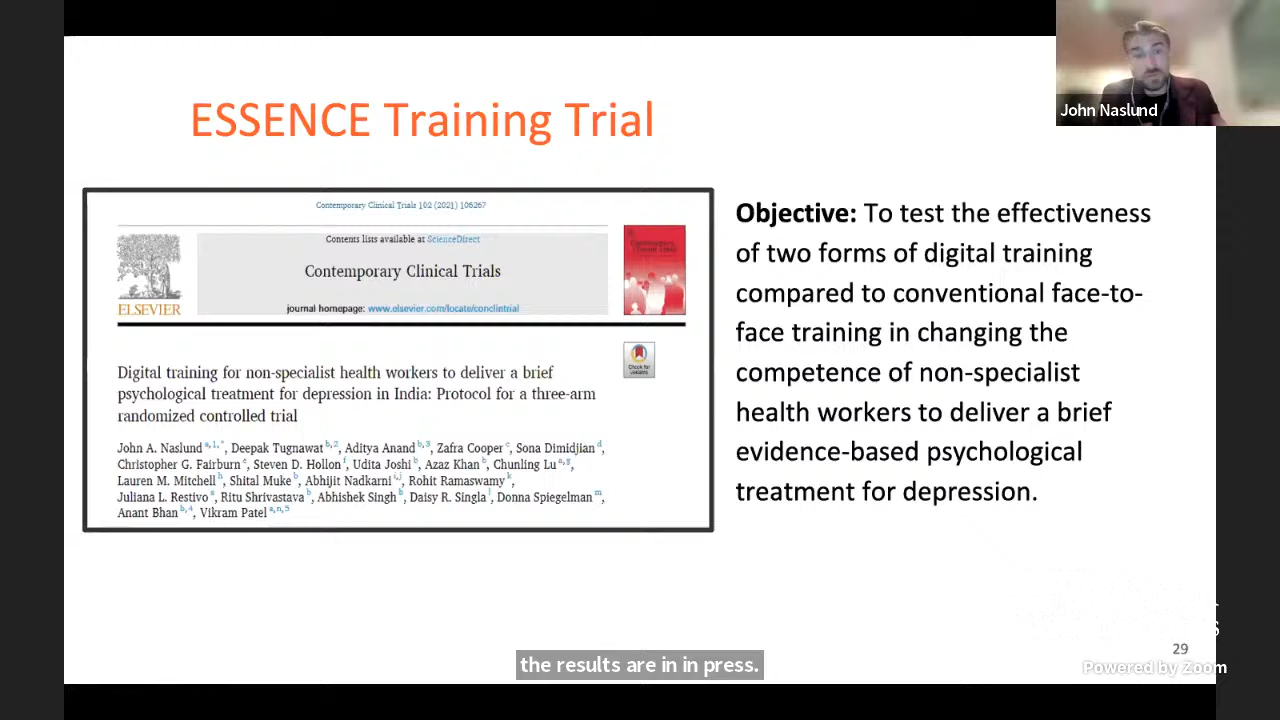 John Naslund
ESSENCE Training Trial
Contemporary Clinical Trials 102 (2021) 106267
Contents lists available at ScienceDirect
Contemporary Clinical Trials
journal homepage: www.elsevier.com/locate/conclintrial
ELSEVIER
Check for updates
Digital training for non-specialist health workers to deliver a brief
psychological treatment for depression in India: Protocol for a three-arm
randomized controlled trial
John A. Naslund a,1,*, Deepak Tugnawat b,2, Aditya Anand b,3, Zafra Cooper c, Sona Dimidjian d,
Christopher G. Fairburn e, Steven D. Hollon f, Udita Joshi b, Azaz Khan b, Chunling Lu a,g,
Lauren M. Mitchell h, Shital Muke b, Abhijit Nadkarni i,j, Rohit Ramaswamy k,
Juliana L. Restivo a, Ritu Shrivastava b, Abhishek Singh b, Daisy R. Singla l, Donna Spiegelman m,
Anant Bhan b,4, Vikram Patel a,n,5
Objective: To test the effectiveness
of two forms of digital training
compared to conventional face-to-
face training in changing the
competence of non-specialist
health workers to deliver a brief
evidence-based psychological
treatment for depression.
29
Powered by Zoom
the results are in in press.